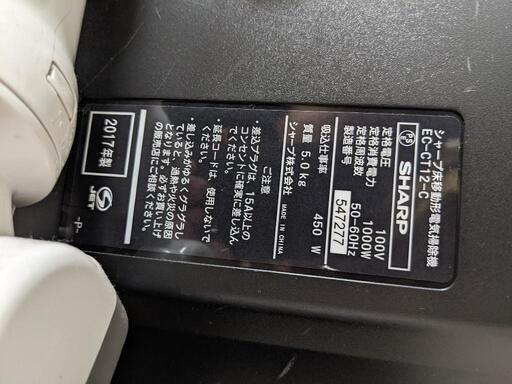 シャープ床移動形電気掃除機
EC-CT12-C
PS
SHARP
定格電圧 100V
定格消費電力 1000W
定格周波数 50-60Hz
製造番号 547277
吸込仕事率 450 W
質量 5.0kg
シャープ株式会社 MADE IN CHINA
ご注意
・差込プラグは、15A以上の
コンセントに確実に差し込ん
でください。
・延長コードは、使用しないで
ください。
・差し込みがゆるくグラグラし
ていると、過熱や火災の原因
となります。必ずお買い上げ
の販売店にご相談ください。
2017年製
JET
-P-